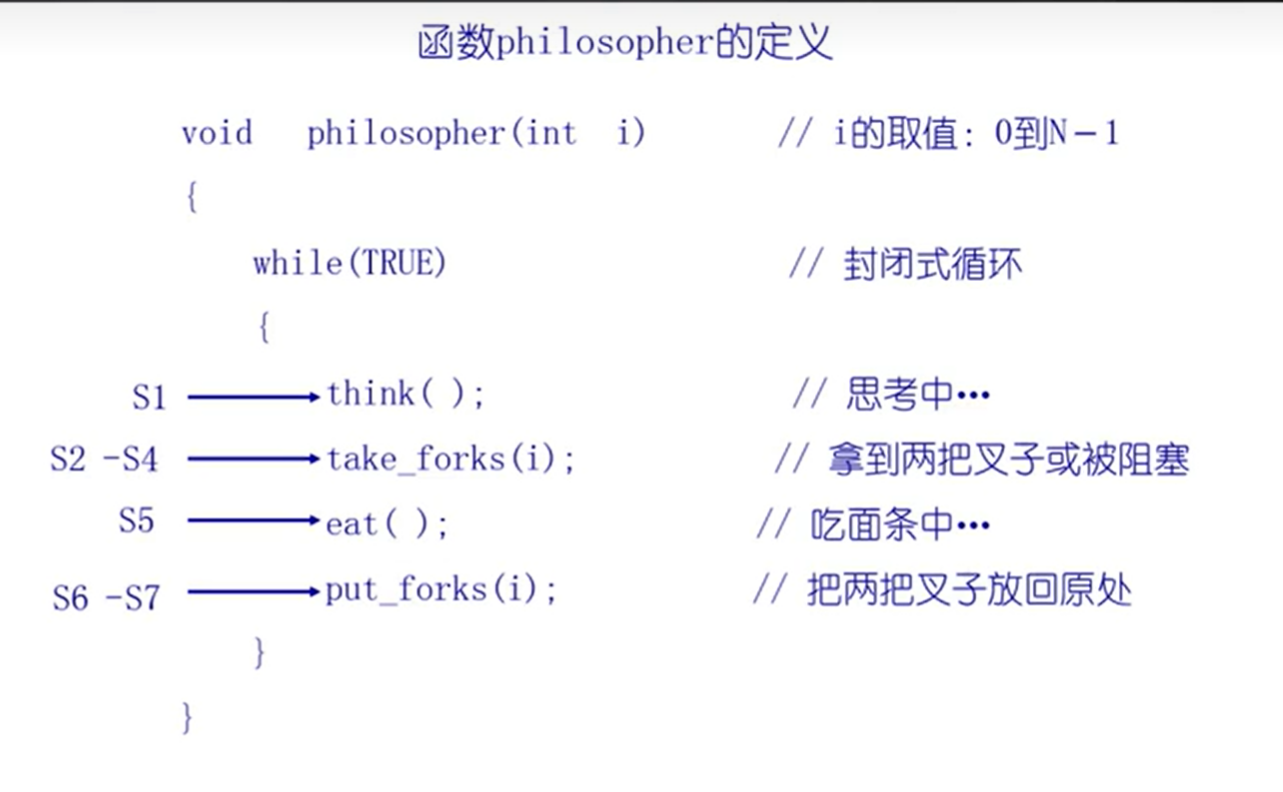 函数philosopher的定义
void philosopher(int i) // i的取值: 0到N－1
{
while(TRUE) // 封闭式循环
{
S1 think( ); // 思考中…
S2 -S4 take_forks(i); // 拿到两把叉子或被阻塞
S5 eat( ); // 吃面条中…
S6 -S7 put_forks(i); // 把两把叉子放回原处
}
}